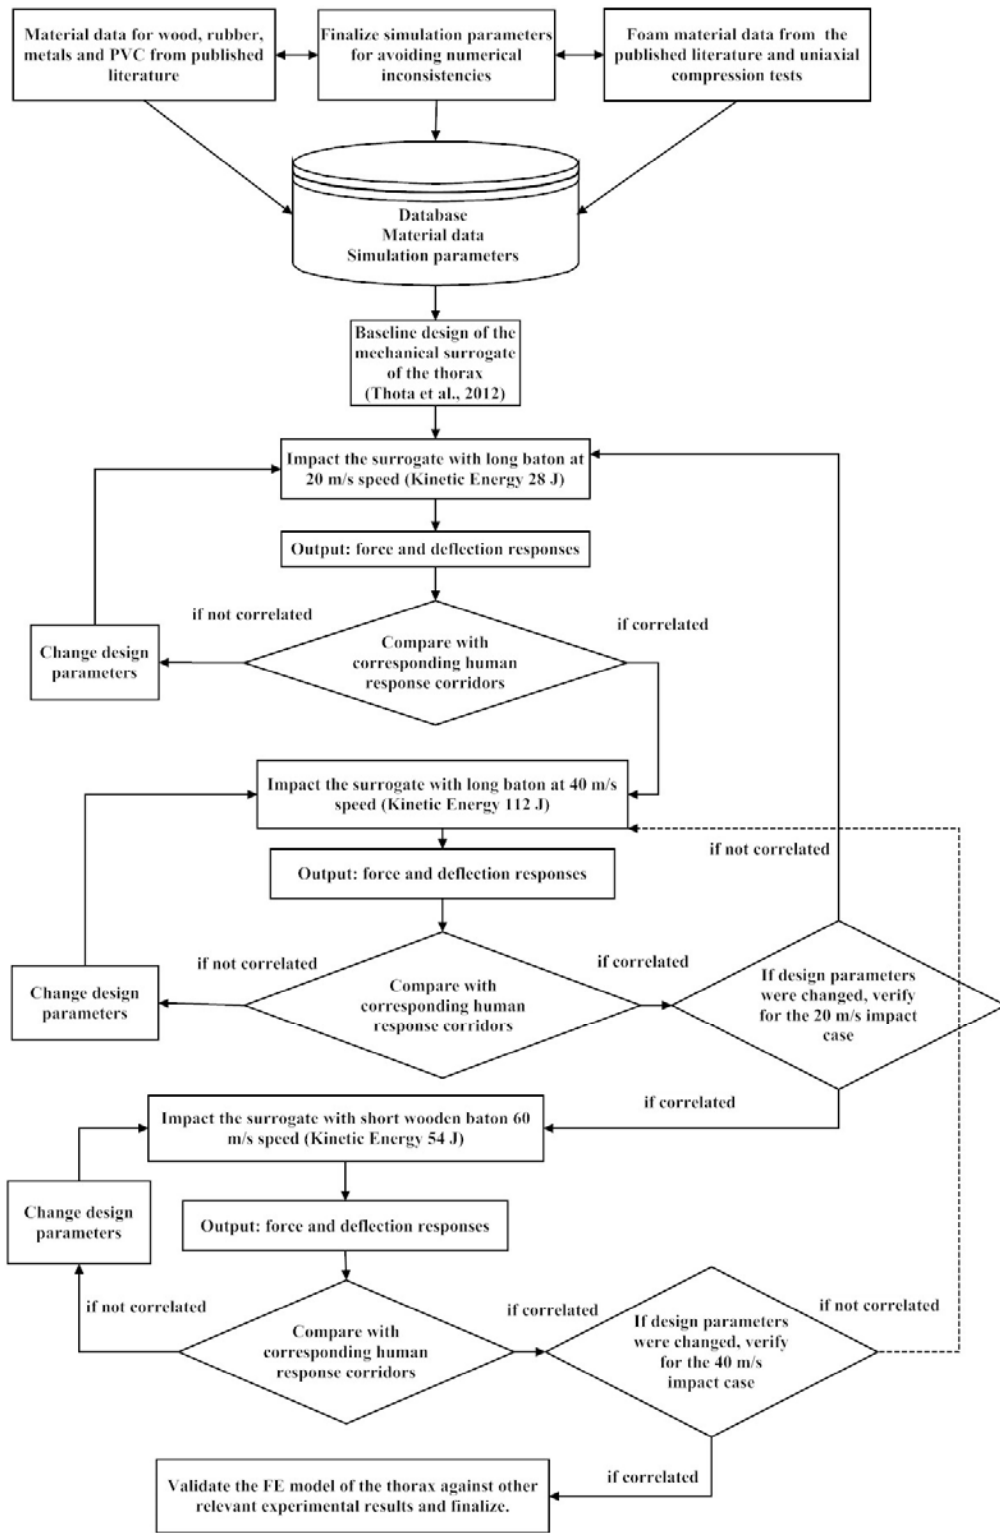 Material data for wood, rubber,
metals and PVC from published
literature
Finalize simulation parameters
for avoiding numerical
inconsistencies
Foam material data from the
published literature and uniaxial
compression tests
Database
Material data
Simulation parameters
Baseline design of the
mechanical surrogate
of the thorax
(Thota et al., 2012)
Impact the surrogate with long baton at
20 m/s speed (Kinetic Energy 28 J)
Output: force and deflection responses
if not correlated
if correlated
Change design
parameters
Compare with
corresponding human
response corridors
Impact the surrogate with long baton at 40 m/s
speed (Kinetic Energy 112 J)
if not correlated
Output: force and deflection responses
if not correlated
if correlated
Change design
parameters
Compare with
corresponding human
response corridors
If design parameters
were changed, verify
for the 20 m/s impact
case
if correlated
Impact the surrogate with short wooden baton 60
m/s speed (Kinetic Energy 54 J)
Change design
parameters
Output: force and deflection responses
if not correlated
if correlated
if not correlated
Compare with
corresponding human
response corridors
If design parameters
were changed, verify
for the 40 m/s
impact case
if correlated
Validate the FE model of the thorax against other
relevant experimental results and finalize.